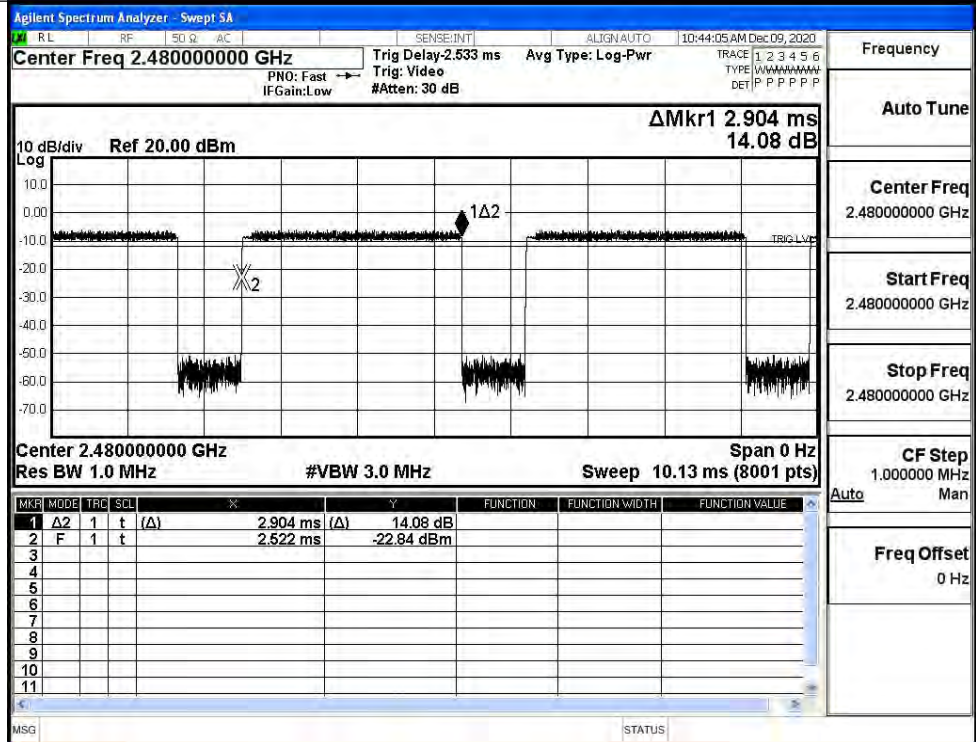 Agilent Spectrum Analyzer - Swept SA
LXI RL RF 50 Ω AC SENSE:INT ALIGN AUTO 10:44:05 AM Dec 09, 2020
Center Freq 2.480000000 GHz
PNO: Fast
IFGain:Low
Trig Delay-2.533 ms
Trig: Video
#Atten: 30 dB
Avg Type: Log-Pwr
TRACE 1 2 3 4 5 6
TYPE WWWWWW
DET P P P P P P
ΔMkr1 2.904 ms
14.08 dB
10 dB/div Ref 20.00 dBm
Log
10.0
0.00
-10.0
-20.0
-30.0
-40.0
-50.0
-60.0
-70.0
1Δ2
2
TRIG LVL
Center 2.480000000 GHz Span 0 Hz
Res BW 1.0 MHz #VBW 3.0 MHz Sweep 10.13 ms (8001 pts)
MKR MODE TRC SCL X Y FUNCTION FUNCTION WIDTH FUNCTION VALUE
1 Δ2 1 t (Δ) 2.904 ms (Δ) 14.08 dB
2 F 1 t 2.522 ms -22.84 dBm
3
4
5
6
7
8
9
10
11
MSG STATUS
Frequency
Auto Tune
Center Freq
2.480000000 GHz
Start Freq
2.480000000 GHz
Stop Freq
2.480000000 GHz
CF Step
1.000000 MHz
Auto Man
Freq Offset
0 Hz